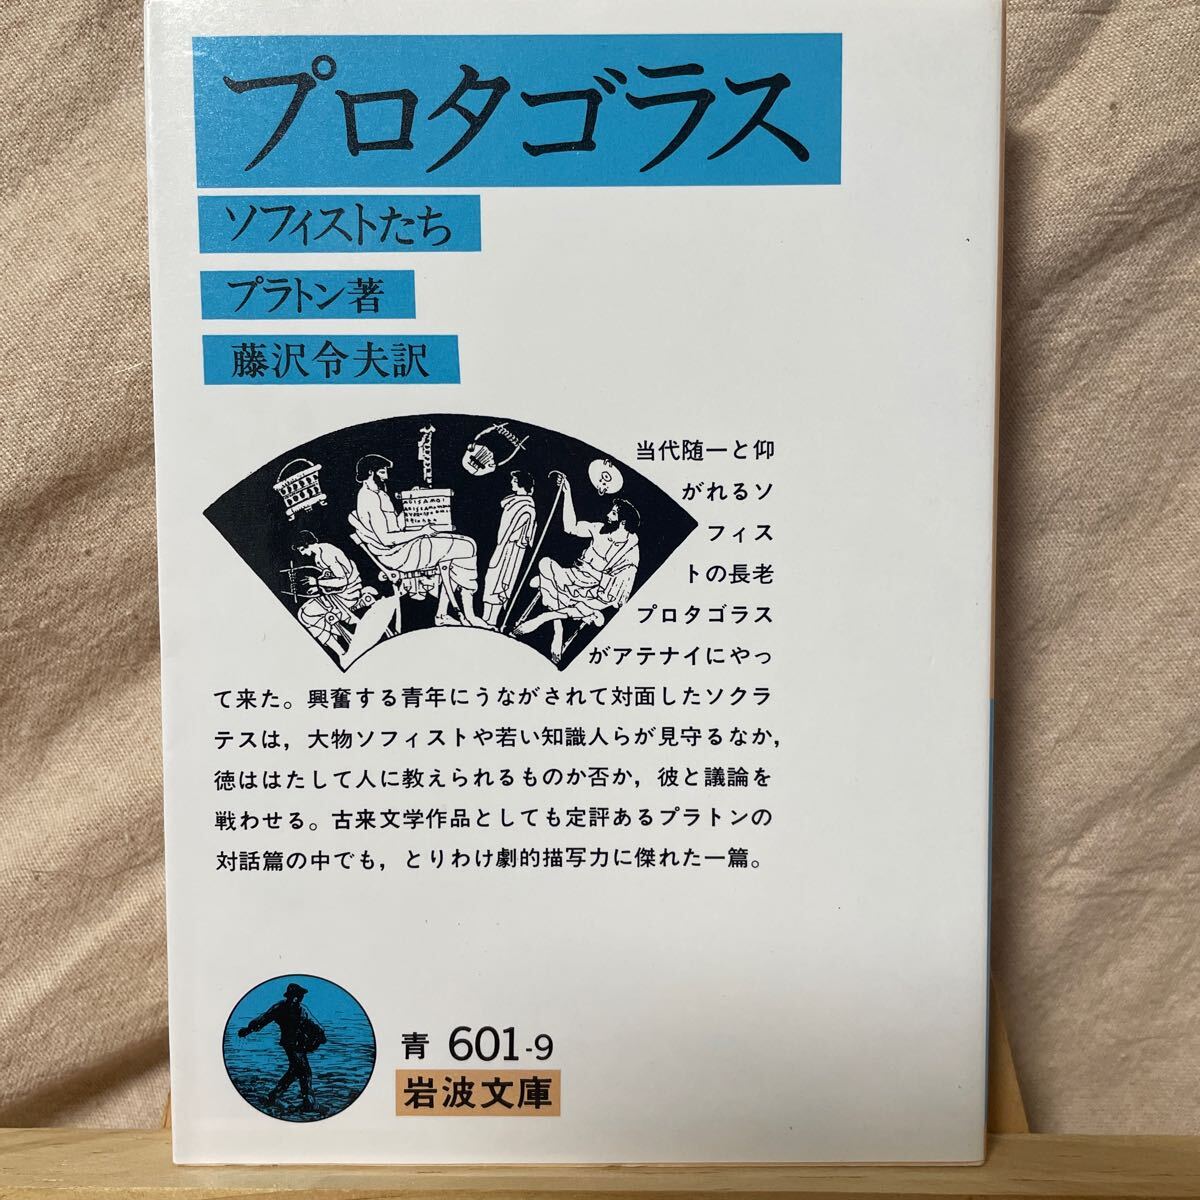 プロタゴラス
ソフィストたち
プラトン著
藤沢令夫訳
当代随一と仰
がれるソ
フィス
トの長老
プロタゴラス
がアテナイにやっ
て来た。興奮する青年にうながされて対面したソクラ
テスは，大物ソフィストや若い知識人らが見守るなか，
徳ははたして人に教えられるものか否か，彼と議論を
戦わせる。古来文学作品としても定評あるプラトンの
対話篇の中でも，とりわけ劇的描写力に傑れた一篇。
青 601-9
岩波文庫